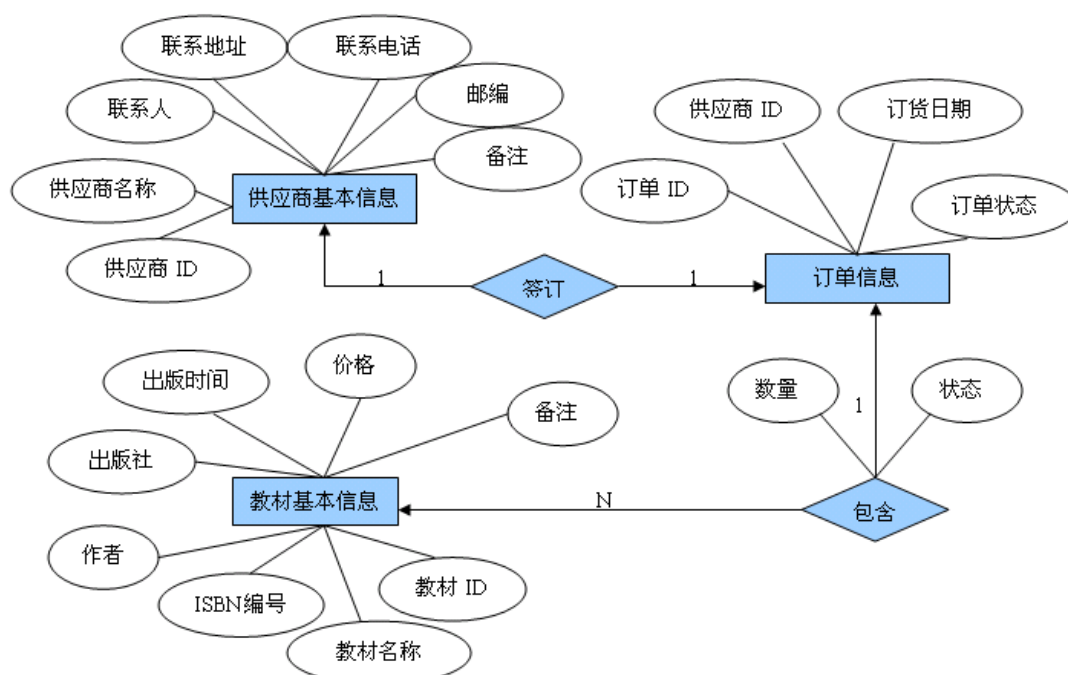 联系地址
联系电话
联系人
邮编
供应商 ID
订货日期
备注
供应商名称
供应商基本信息
订单 ID
订单状态
供应商 ID
1
签订
1
订单信息
出版时间
价格
备注
数量
状态
1
出版社
教材基本信息
N
包含
作者
ISBN编号
教材 ID
教材名称